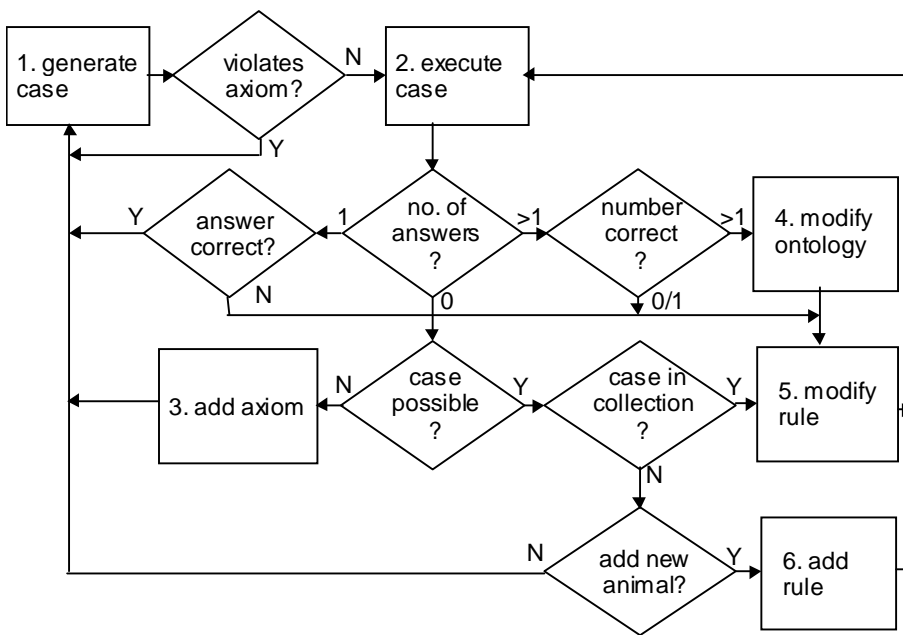 1. generate
case
violates
axiom?
N
2. execute
case
Y
Y
answer
correct?
1
no. of
answers
?
>1
number
correct
?
>1
4. modify
ontology
N
0
0/1
3. add axiom
N
case
possible
?
Y
case in
collection
?
Y
5. modify
rule
N
N
add new
animal?
Y
6. add
rule